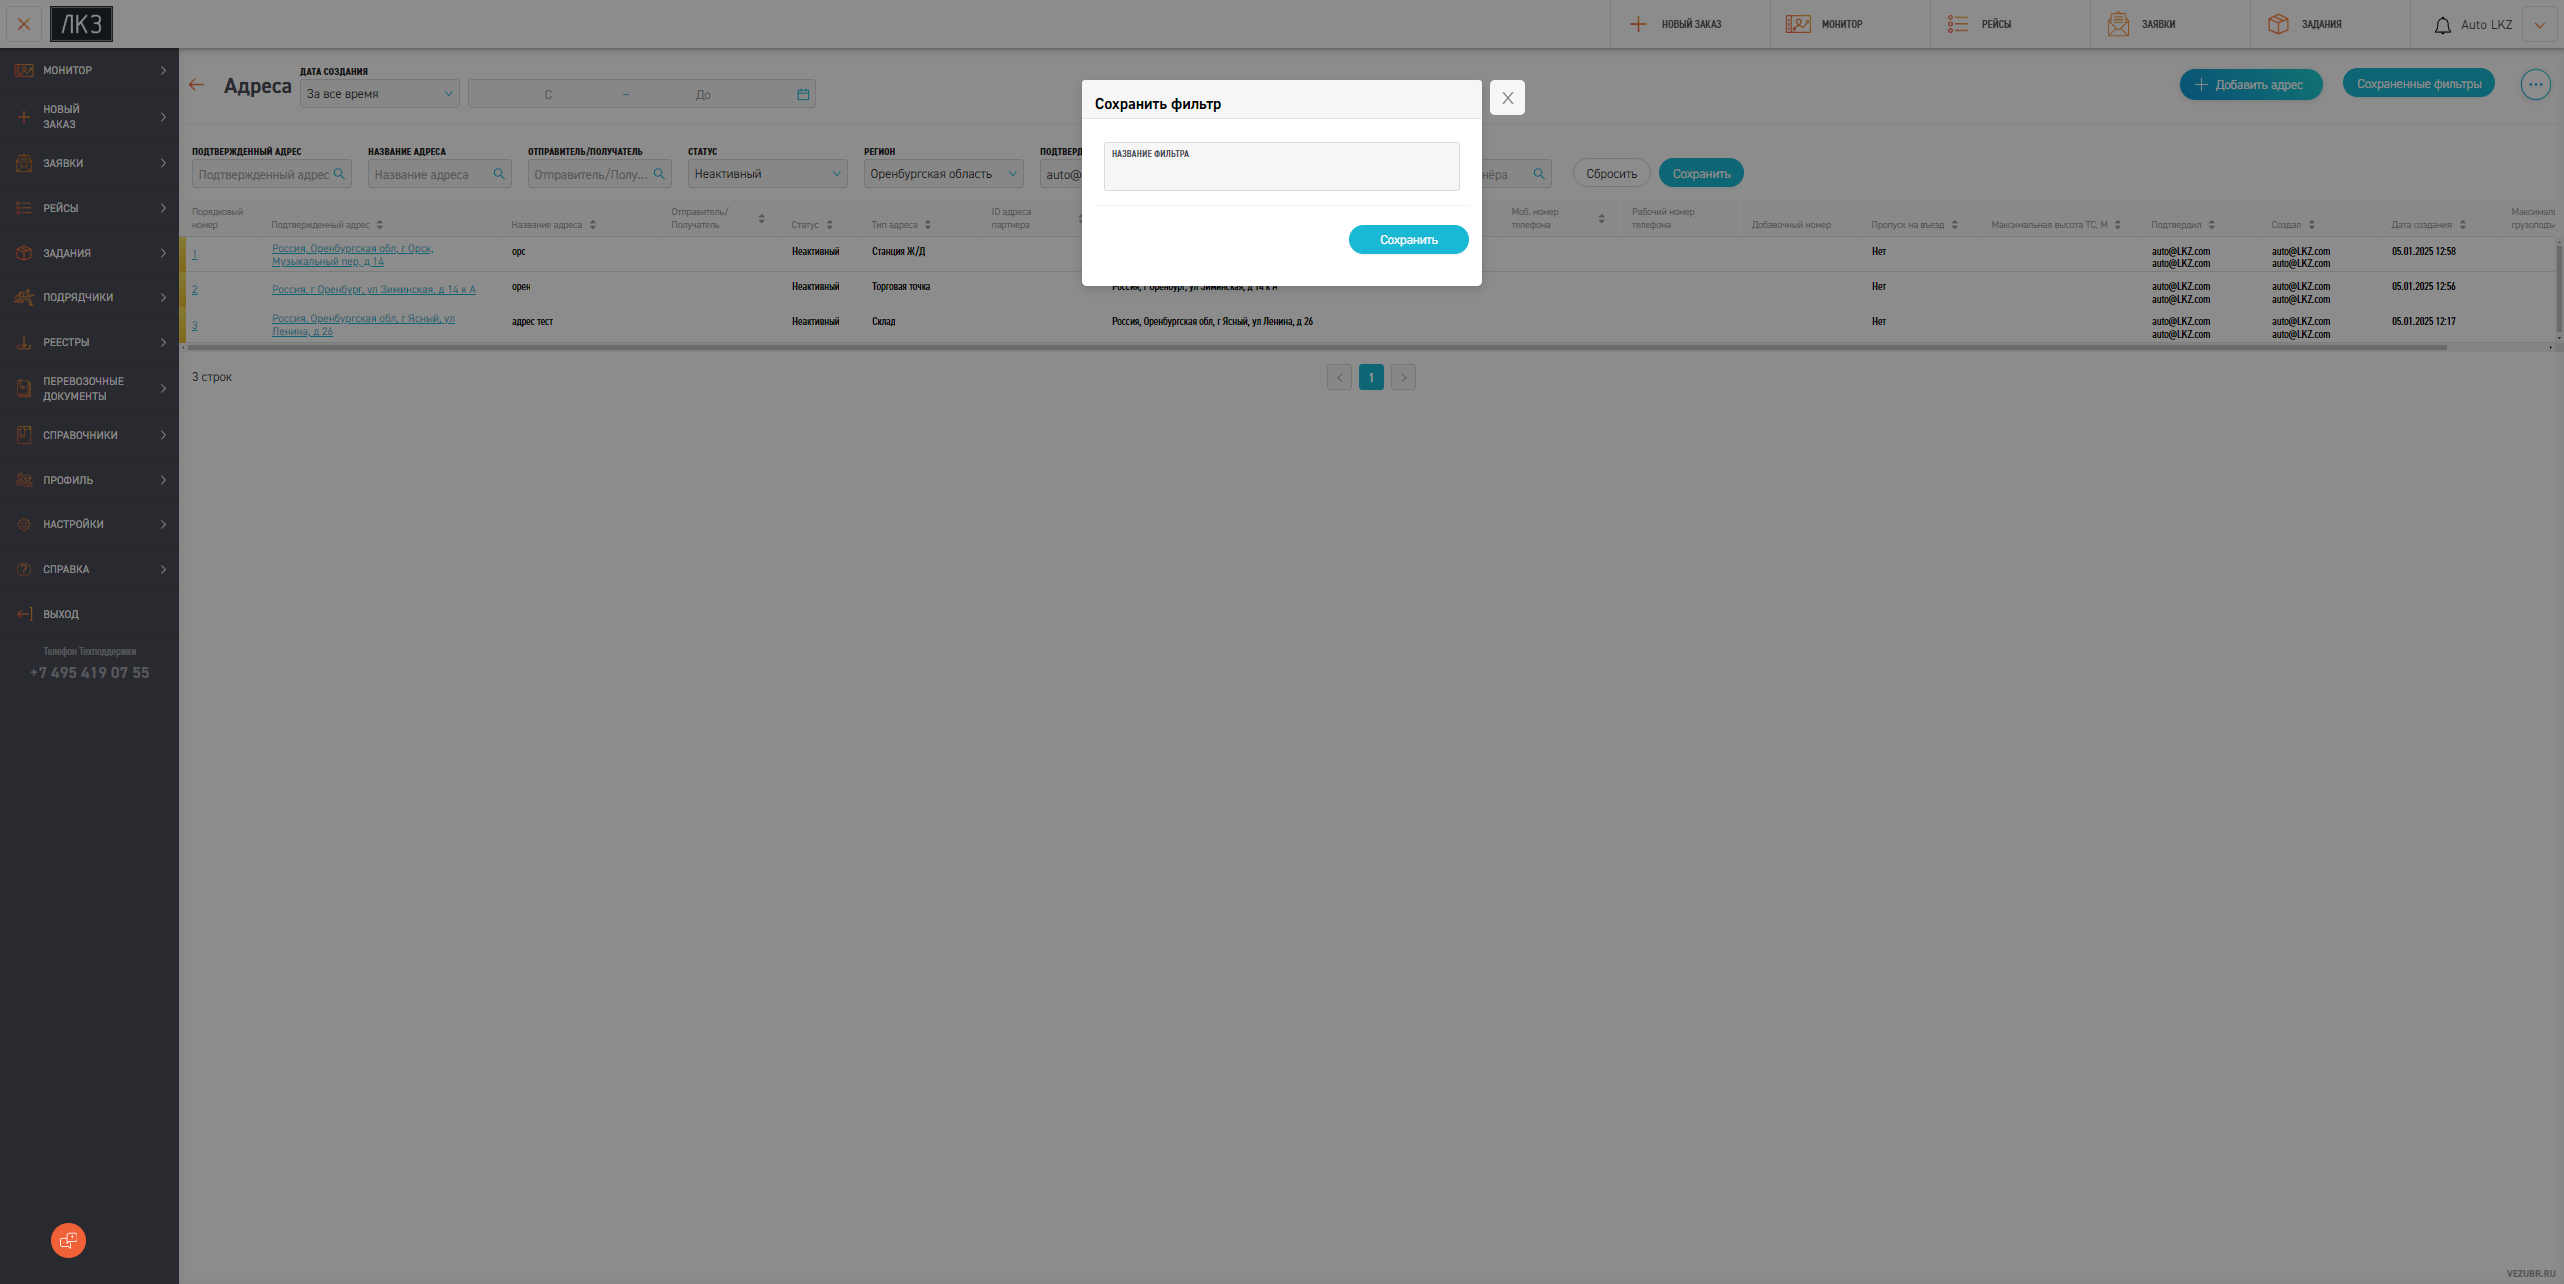 ЛКЗ
НОВЫЙ ЗАКАЗ
МОНИТОР
РЕЙСЫ
ЗАЯВКИ
ЗАДАНИЯ
Auto LKZ
МОНИТОР
НОВЫЙ
ЗАКАЗ
ЗАЯВКИ
РЕЙСЫ
ЗАДАНИЯ
ПОДРЯДЧИКИ
РЕЕСТРЫ
ПЕРЕВОЗОЧНЫЕ
ДОКУМЕНТЫ
СПРАВОЧНИКИ
ПРОФИЛЬ
НАСТРОЙКИ
СПРАВКА
ВЫХОД
Телефон Техподдержки
+7 495 419 07 55
Адреса
ДАТА СОЗДАНИЯ
За все время
С
~
До
Добавить адрес
Сохраненные фильтры
ПОДТВЕРЖДЕННЫЙ АДРЕС
НАЗВАНИЕ АДРЕСА
ОТПРАВИТЕЛЬ/ПОЛУЧАТЕЛЬ
СТАТУС
РЕГИОН
ПОДТВЕРД
Подтвержденный адрес
Название адреса
Отправитель/Полу...
Неактивный
Оренбургская область
auto@
нёра
Сбросить
Сохранить
Порядковый
номер
Подтвержденный адрес
Название адреса
Отправитель/
Получатель
Статус
Тип адреса
ID адреса
партнера
Моб. номер
телефона
Рабочий номер
телефона
Добавочный номер
Пропуск на въезд
Максимальная высота ТС, М
Подтвердил
Создал
Дата создания
Максималь
грузоподъе
1
Россия, Оренбургская обл, г Орск,
Музыкальный пер, д 14
орс
Неактивный
Станция Ж/Д
Нет
auto@LKZ.com
auto@LKZ.com
auto@LKZ.com
auto@LKZ.com
05.01.2025 12:58
2
Россия, г Оренбург, ул Зиминская, д 14 к А
орен
Неактивный
Торговая точка
Россия, г Оренбург, ул Зиминская, д 14 к А
Нет
auto@LKZ.com
auto@LKZ.com
auto@LKZ.com
auto@LKZ.com
05.01.2025 12:56
3
Россия, Оренбургская обл, г Ясный, ул
Ленина, д 26
адрес тест
Неактивный
Склад
Россия, Оренбургская обл, г Ясный, ул Ленина, д 26
Нет
auto@LKZ.com
auto@LKZ.com
auto@LKZ.com
auto@LKZ.com
05.01.2025 12:17
3 строк
<
1
>
Сохранить фильтр
НАЗВАНИЕ ФИЛЬТРА
Сохранить
VEZUBR.RU